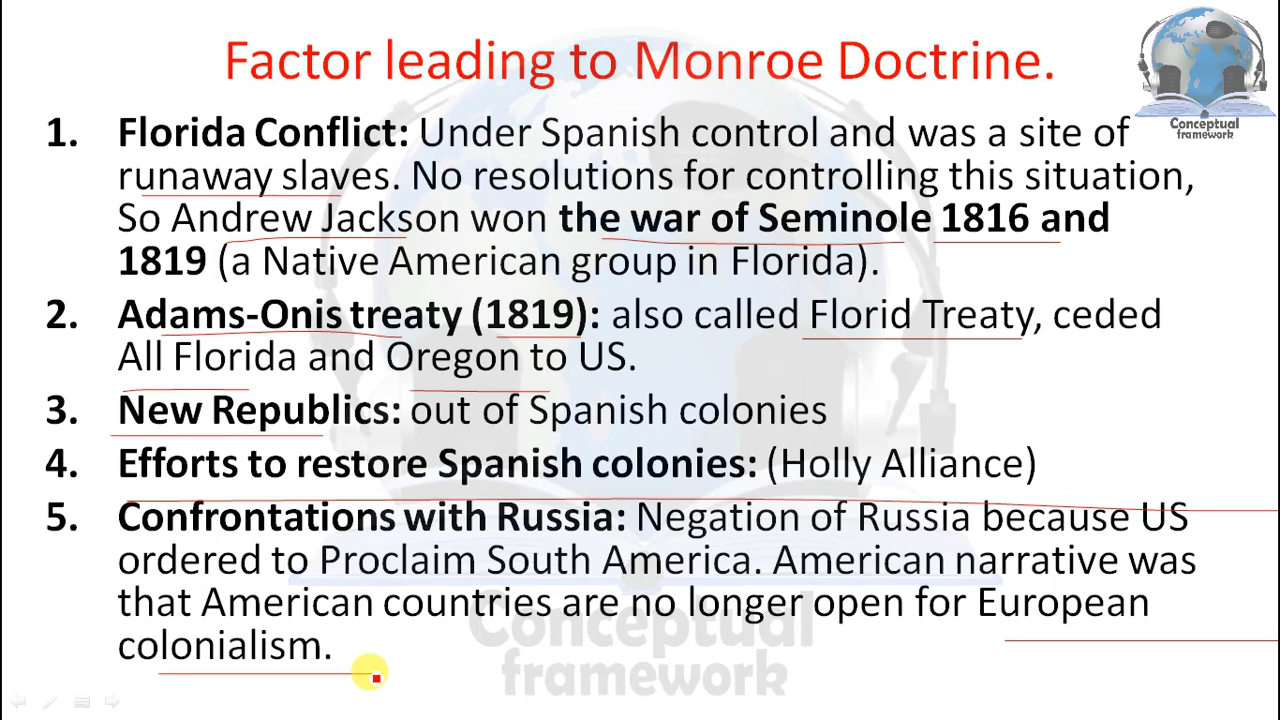 Factor leading to Monroe Doctrine.
Conceptual
framework
1. Florida Conflict: Under Spanish control and was a site of
runaway slaves. No resolutions for controlling this situation,
So Andrew Jackson won the war of Seminole 1816 and
1819 (a Native American group in Florida).
2. Adams-Onis treaty (1819): also called Florid Treaty, ceded
All Florida and Oregon to US.
3. New Republics: out of Spanish colonies
4. Efforts to restore Spanish colonies: (Holly Alliance)
5. Confrontations with Russia: Negation of Russia because US
ordered to Proclaim South America. American narrative was
that American countries are no longer open for European
colonialism.
Conceptual
framework